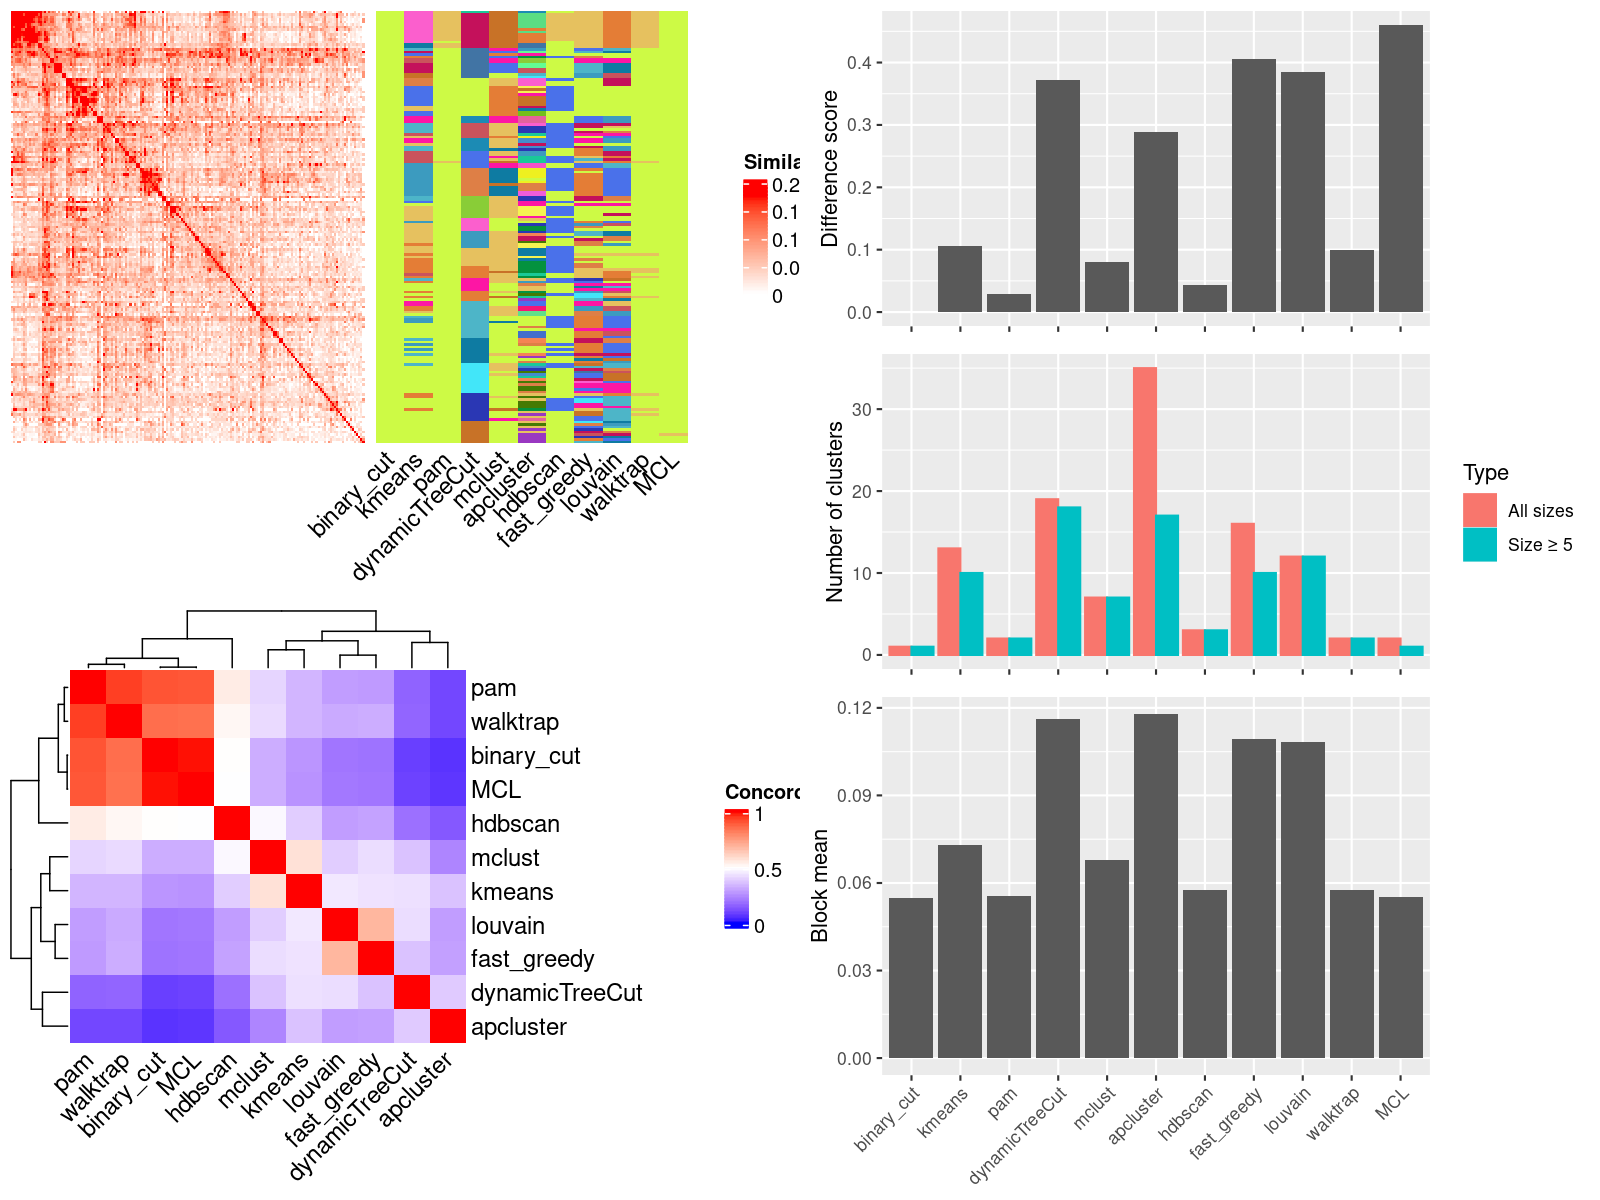 Simila
0.2
0.1
0.1
0.0
0
binary_cut
kmeans
pam
dynamicTreeCut
mclust
apcluster
hdbscan
fast_greedy
louvain
walktrap
MCL
pam
walktrap
binary_cut
MCL
hdbscan
mclust
kmeans
louvain
fast_greedy
dynamicTreeCut
apcluster
pam
walktrap
binary_cut
MCL
hdbscan
mclust
kmeans
louvain
fast_greedy
dynamicTreeCut
apcluster
Concord
1
0.5
0
Difference score
0.4
0.3
0.2
0.1
0.0
Number of clusters
30
20
10
0
Type
All sizes
Size ≥ 5
Block mean
0.12
0.09
0.06
0.03
0.00
binary_cut
kmeans
pam
dynamicTreeCut
mclust
apcluster
hdbscan
fast_greedy
louvain
walktrap
MCL